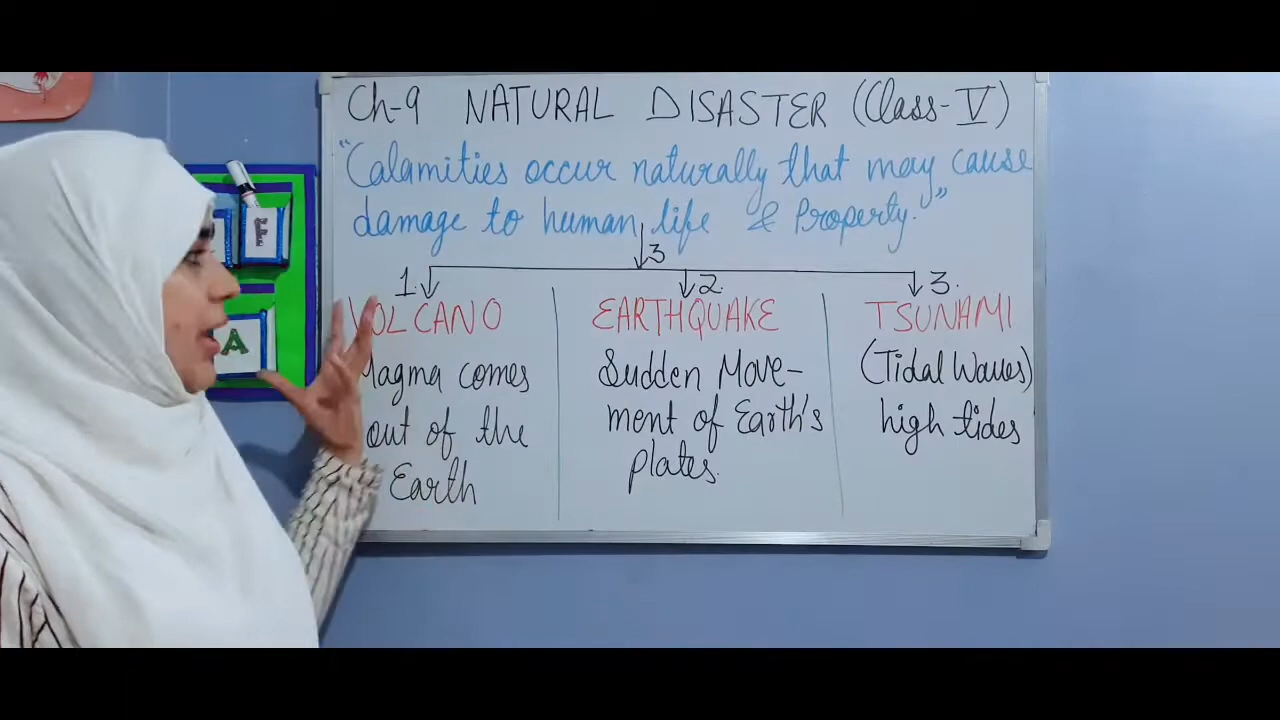 Ch-9 NATURAL DISASTER (Class-V)
"Calamities occur naturally that may cause
damage to human life & Property."
3
1. 2. 3.
VOLCANO EARTHQUAKE TSUNAMI
Magma comes
out of the
Earth
Sudden Move-
ment of Earth's
plates.
(Tidal Waves)
high tides
A